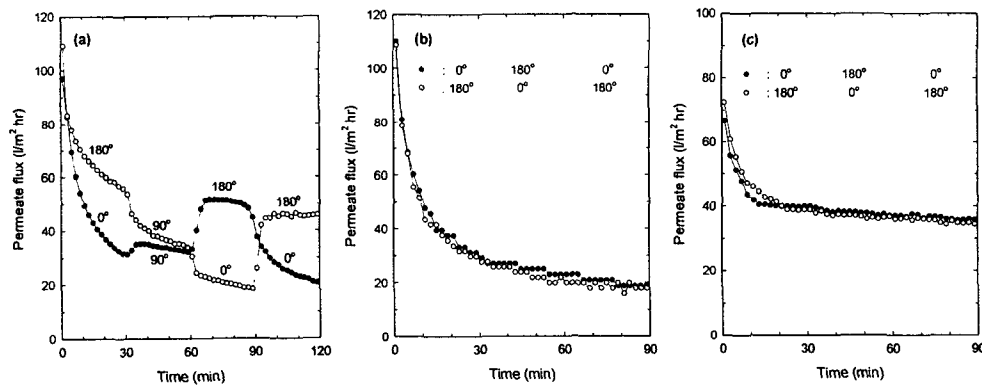 (a)
120
100
80
60
40
20
0
Permeate flux (l/m² hr)
180°
0°
90°
90°
180°
0°
180°
0°
0 30 60 90 120
Time (min)
(b)
● : 0° 180° 0°
○ : 180° 0° 180°
120
100
80
60
40
20
0
Permeate flux (l/m² hr)
0 30 60 90
Time (min)
(c)
● : 0° 180° 0°
○ : 180° 0° 180°
100
80
60
40
20
0
Permeate flux (l/m² hr)
0 30 60 90
Time (min)